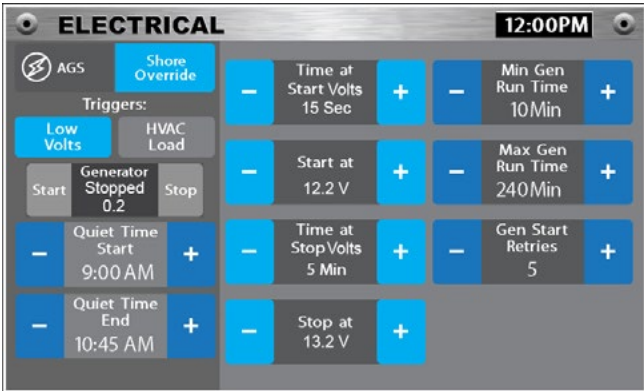 ELECTRICAL
12:00PM
AGS
Shore
Override
Triggers:
Low
Volts
HVAC
Load
Start
Generator
Stopped
0.2
Stop
−
Quiet Time
Start
9:00 AM
+
−
Quiet Time
End
10:45 AM
+
−
Time at
Start Volts
15 Sec
+
−
Start at
12.2 V
+
−
Time at
Stop Volts
5 Min
+
−
Stop at
13.2 V
+
−
Min Gen
Run Time
10Min
+
−
Max Gen
Run Time
240Min
+
−
Gen Start
Retries
5
+